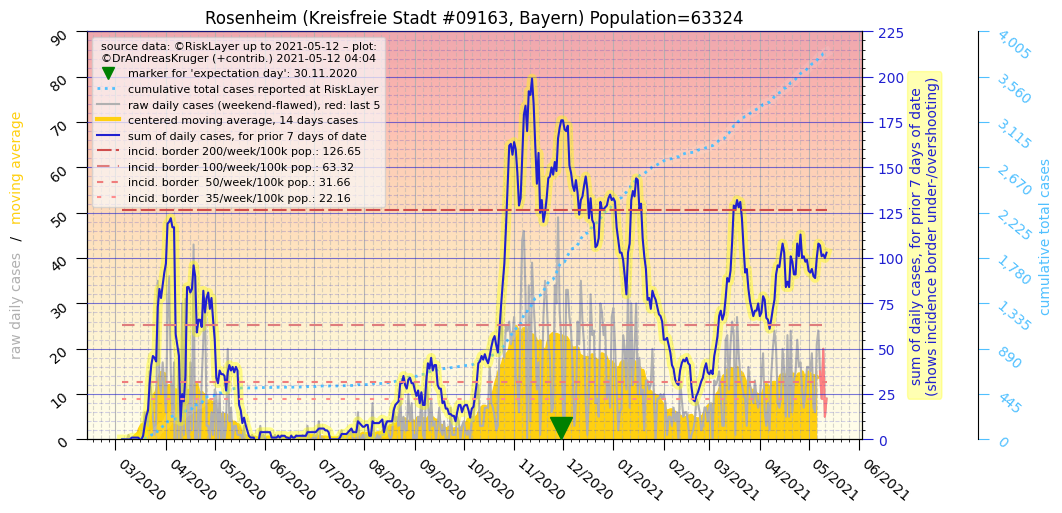 Rosenheim (Kreisfreie Stadt #09163, Bayern) Population=63324
source data: ©RiskLayer up to 2021-05-12 – plot:
©DrAndreasKruger (+contrib.) 2021-05-12 04:04
marker for 'expectation day': 30.11.2020
cumulative total cases reported at RiskLayer
raw daily cases (weekend-flawed), red: last 5
centered moving average, 14 days cases
sum of daily cases, for prior 7 days of date
incid. border 200/week/100k pop.: 126.65
incid. border 100/week/100k pop.: 63.32
incid. border  50/week/100k pop.: 31.66
incid. border  35/week/100k pop.: 22.16
raw daily cases  /  moving average
90
80
70
60
50
40
30
20
10
0
03/2020
04/2020
05/2020
06/2020
07/2020
08/2020
09/2020
10/2020
11/2020
12/2020
01/2021
02/2021
03/2021
04/2021
05/2021
06/2021
225
200
175
150
125
100
75
50
25
0
sum of daily cases, for prior 7 days of date
(shows incidence border under-/overshooting)
4,005
3,560
3,115
2,670
2,225
1,780
1,335
890
445
0
cumulative total cases